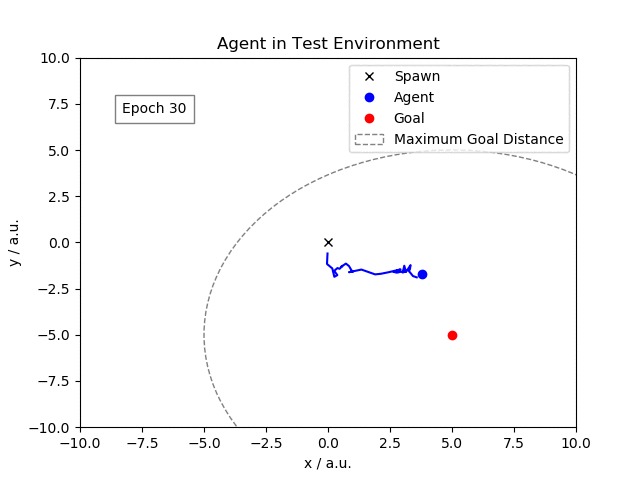 Agent in Test Environment
Epoch 30
Spawn
Agent
Goal
Maximum Goal Distance
y / a.u.
10.0
7.5
5.0
2.5
0.0
−2.5
−5.0
−7.5
−10.0
−10.0 −7.5 −5.0 −2.5 0.0 2.5 5.0 7.5 10.0
x / a.u.